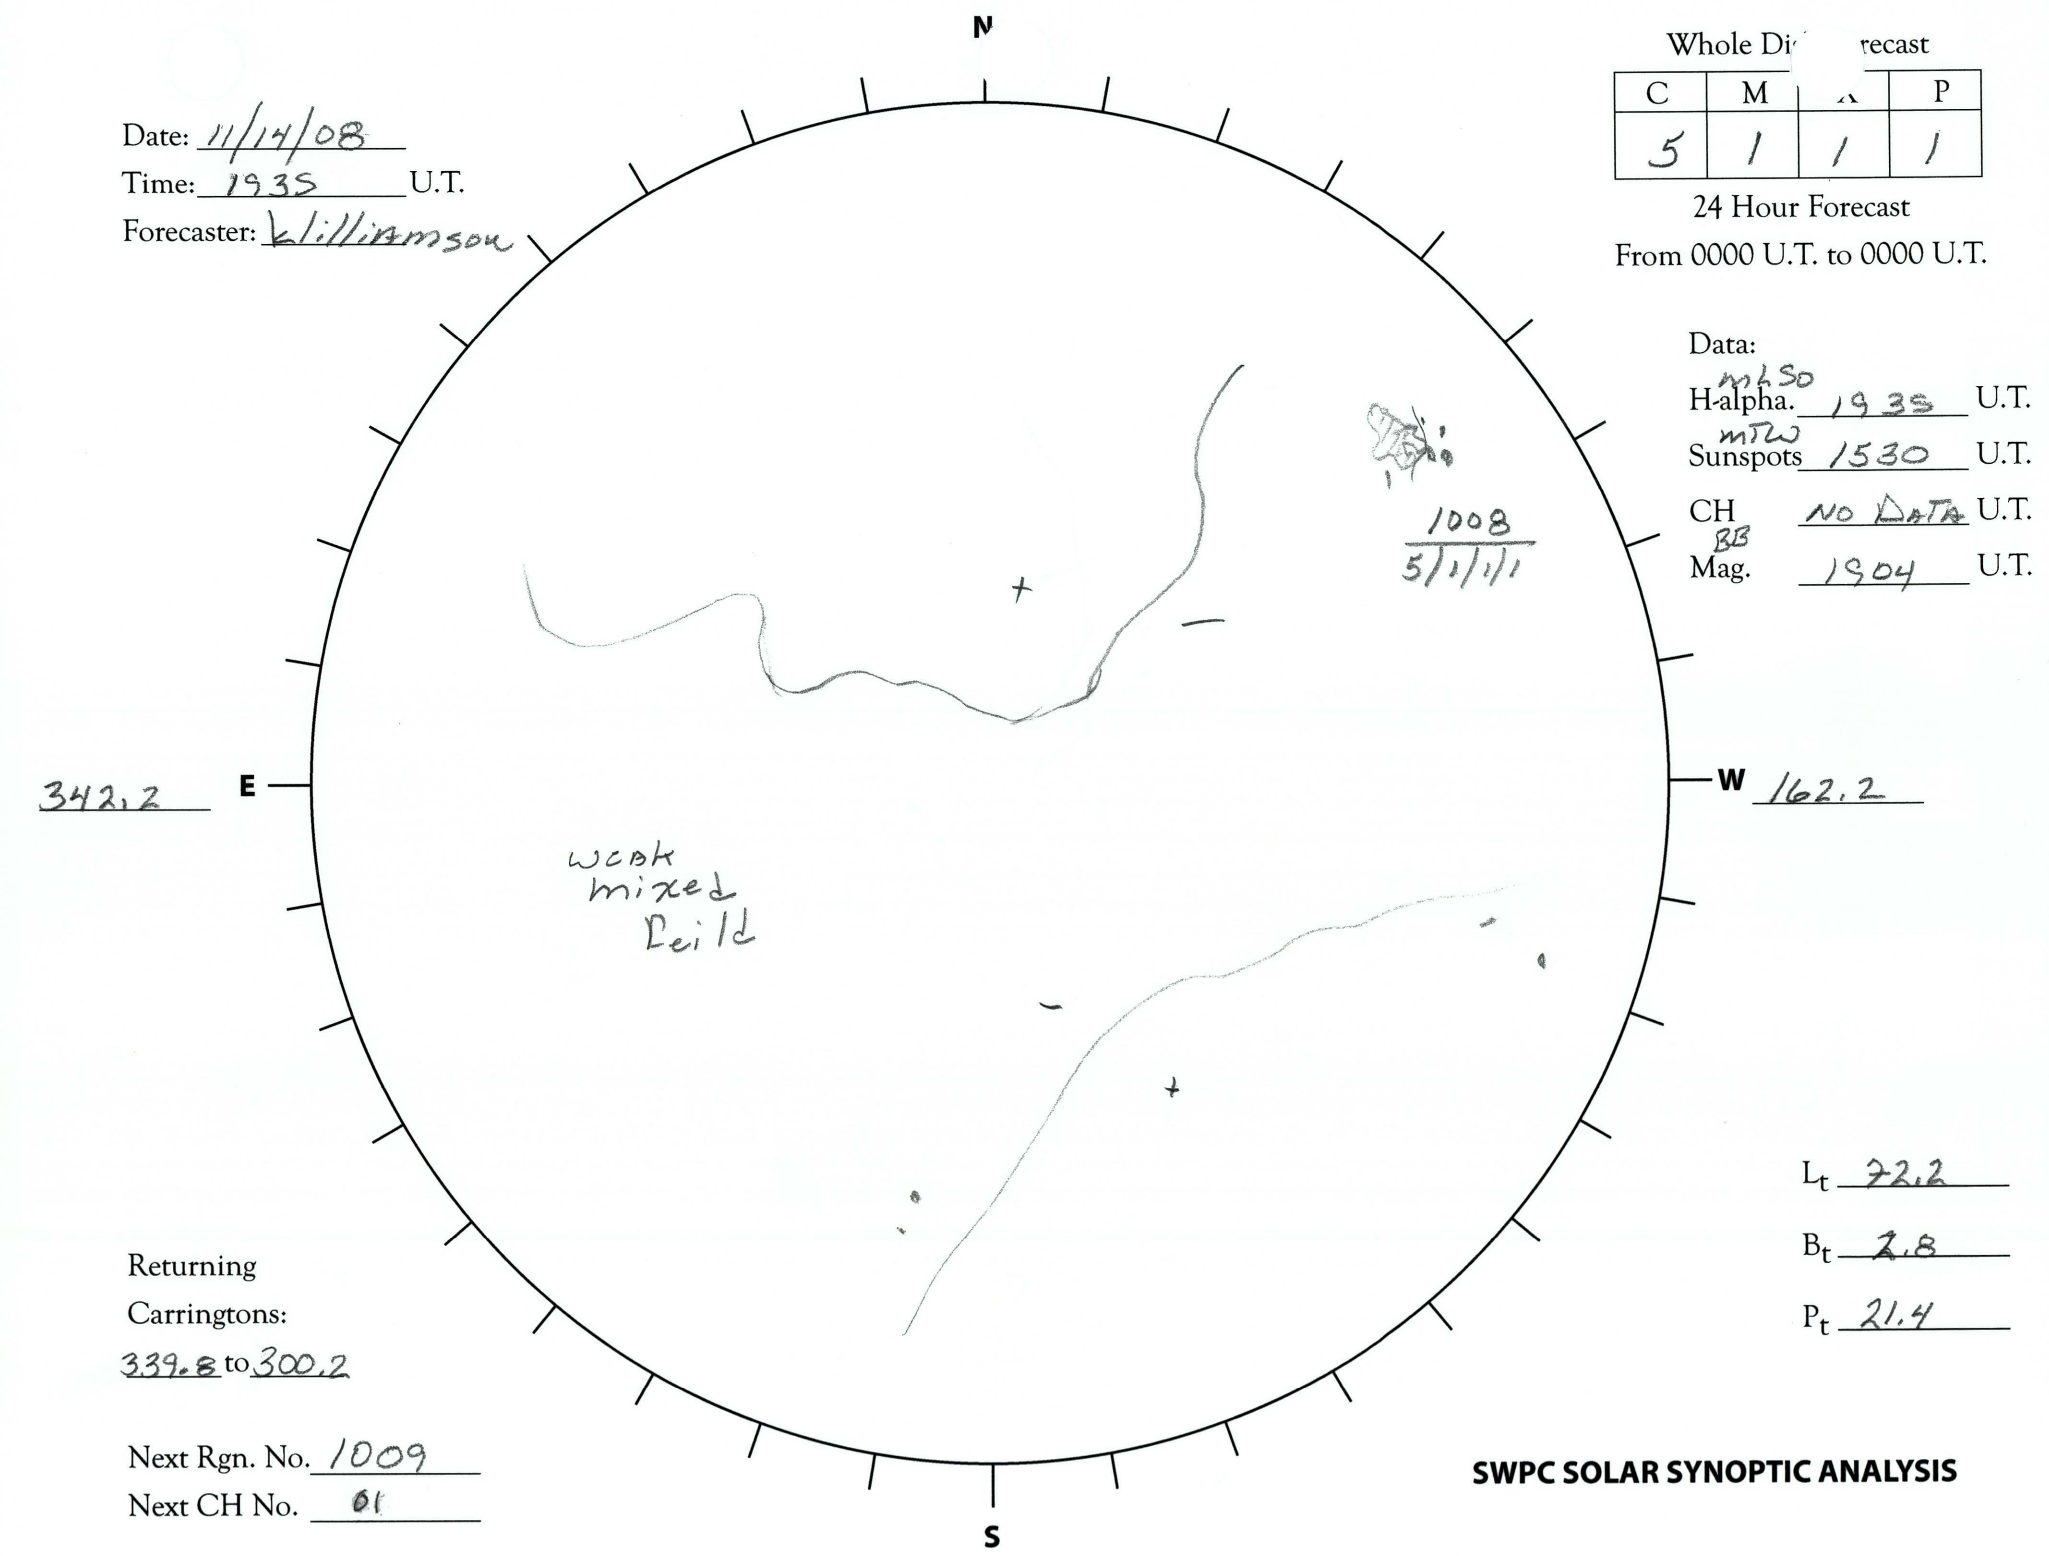 N
Date: 11/14/08
Time: 1935 U.T.
Forecaster: Williamson
Whole Di recast
C M P
5 1 1 1
24 Hour Forecast
From 0000 U.T. to 0000 U.T.
Data:
MLSO
H-alpha. 1935 U.T.
MTW
Sunspots 1530 U.T.
CH NO DATA U.T.
BB
Mag. 1904 U.T.
1008
5/1/1/1
+
—
342.2 E
W 162.2
weak
mixed
feild
-
-
+
Lt 72.2
Bt 2.8
Pt 21.4
Returning
Carringtons:
339.8 to 300.2
Next Rgn. No. 1009
Next CH No. 01
SWPC SOLAR SYNOPTIC ANALYSIS
S